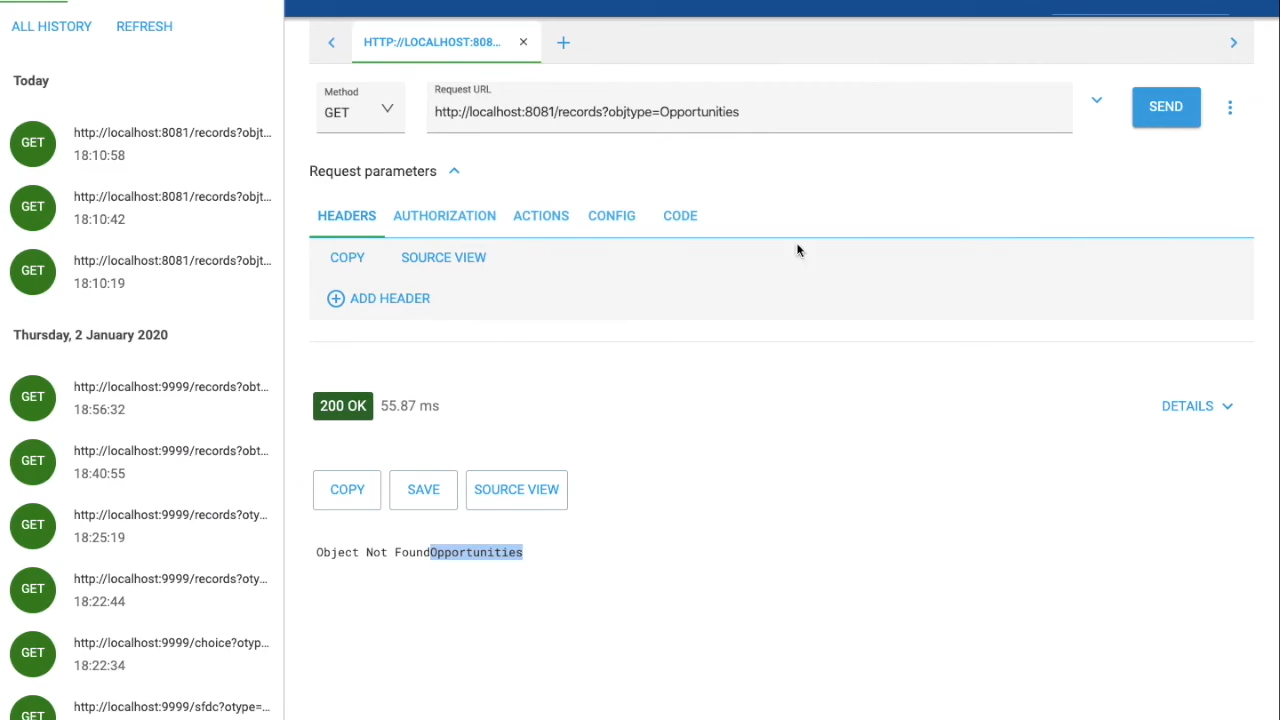 ALL HISTORY REFRESH
Today
GET http://localhost:8081/records?objt...
18:10:58
GET http://localhost:8081/records?objt...
18:10:42
GET http://localhost:8081/records?objt...
18:10:19
Thursday, 2 January 2020
GET http://localhost:9999/records?obt...
18:56:32
GET http://localhost:9999/records?obt...
18:40:55
GET http://localhost:9999/records?oty...
18:25:19
GET http://localhost:9999/records?oty...
18:22:44
GET http://localhost:9999/choice?otyp...
18:22:34
GET http://localhost:9999/sfdc?otype=...
HTTP://LOCALHOST:808...
Method
GET
Request URL
http://localhost:8081/records?objtype=Opportunities
SEND
Request parameters
HEADERS AUTHORIZATION ACTIONS CONFIG CODE
COPY SOURCE VIEW
ADD HEADER
200 OK 55.87 ms DETAILS
COPY SAVE SOURCE VIEW
Object Not FoundOpportunities